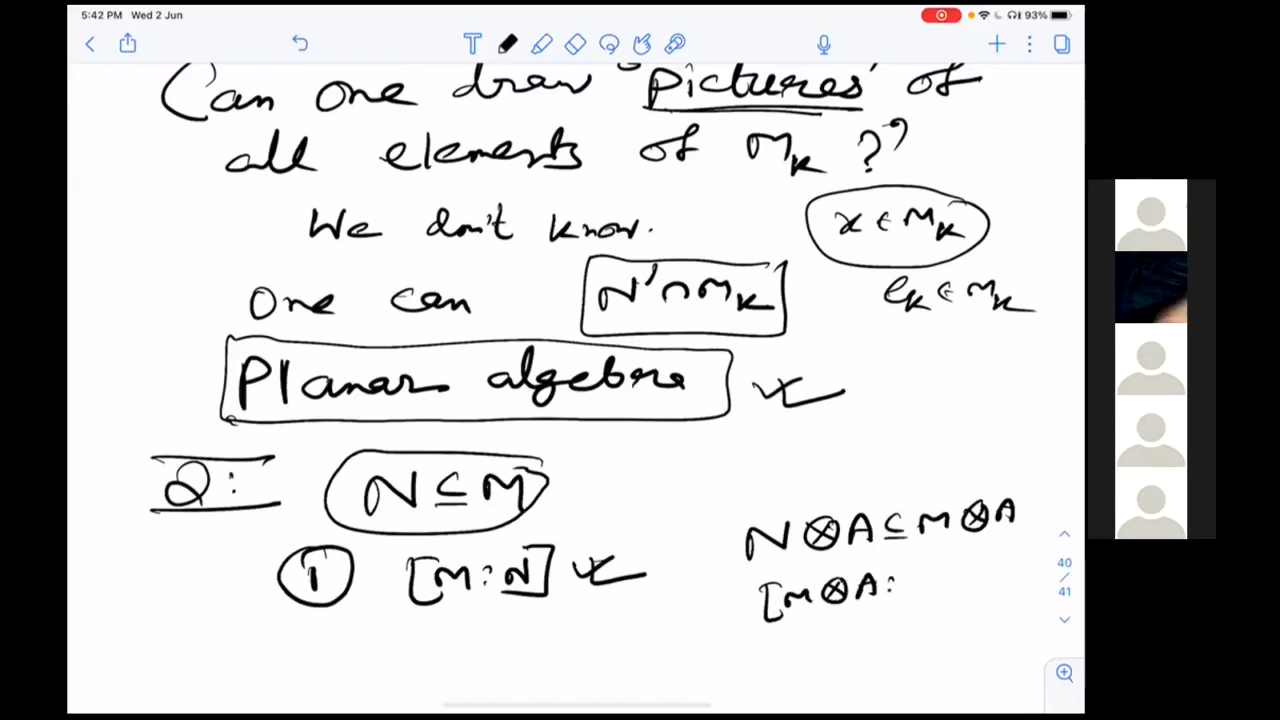 5:42 PM Wed 2 Jun
93%
Can one draw "pictures" of
all elements of M_K ??
We don't know.
x ∈ M_K
One can N' ∩ M_K
e_K ∈ M_K
Planar algebra
Q: N ⊆ M
N ⊗ A ⊆ M ⊗ A
① [M : N]
[M ⊗ A :
40
/
41